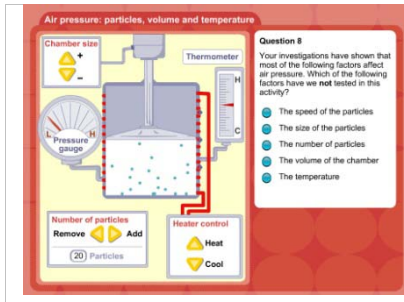 Air pressure: particles, volume and temperature
Chamber size
+
−
Thermometer
H
C
L
H
Pressure
gauge
Number of particles
Remove
Add
20 Particles
Heater control
Heat
Cool
Question 8
Your investigations have shown that
most of the following factors affect
air pressure. Which of the following
factors have we not tested in this
activity?
The speed of the particles
The size of the particles
The number of particles
The volume of the chamber
The temperature